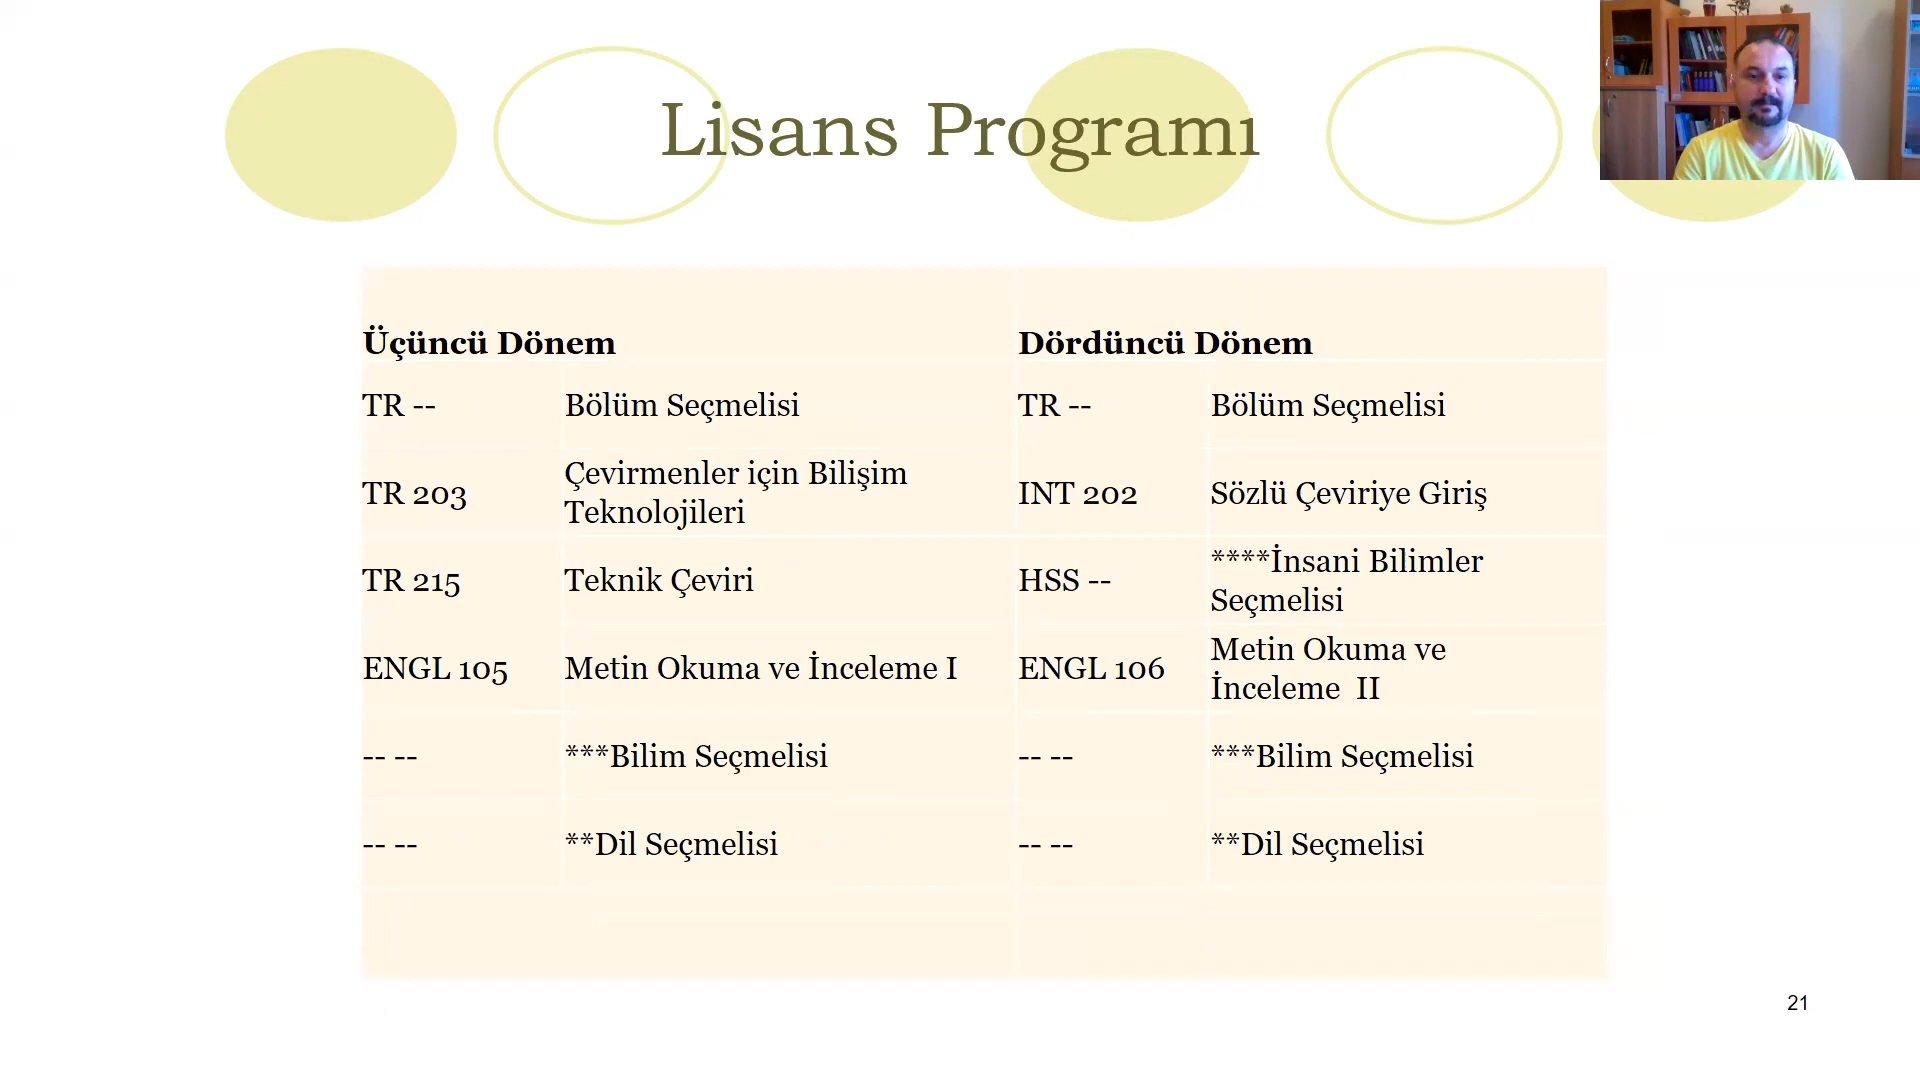 Lisans Programı
Üçüncü Dönem
Dördüncü Dönem
TR --
Bölüm Seçmelisi
TR --
Bölüm Seçmelisi
TR 203
Çevirmenler için Bilişim
Teknolojileri
INT 202
Sözlü Çeviriye Giriş
TR 215
Teknik Çeviri
HSS --
****İnsani Bilimler
Seçmelisi
ENGL 105
Metin Okuma ve İnceleme I
ENGL 106
Metin Okuma ve
İnceleme  II
-- --
***Bilim Seçmelisi
-- --
***Bilim Seçmelisi
-- --
**Dil Seçmelisi
-- --
**Dil Seçmelisi
21